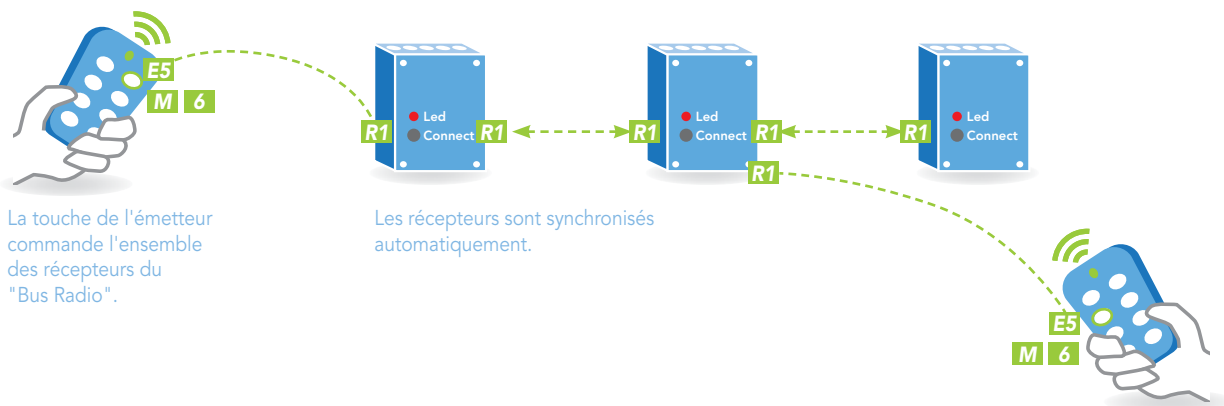 E5
M 6
Led
Connect
R1
R1
Led
Connect
R1
R1
R1
Led
Connect
R1
La touche de l'émetteur
commande l'ensemble
des récepteurs du
"Bus Radio".
Les récepteurs sont synchronisés
automatiquement.
E5
M 6